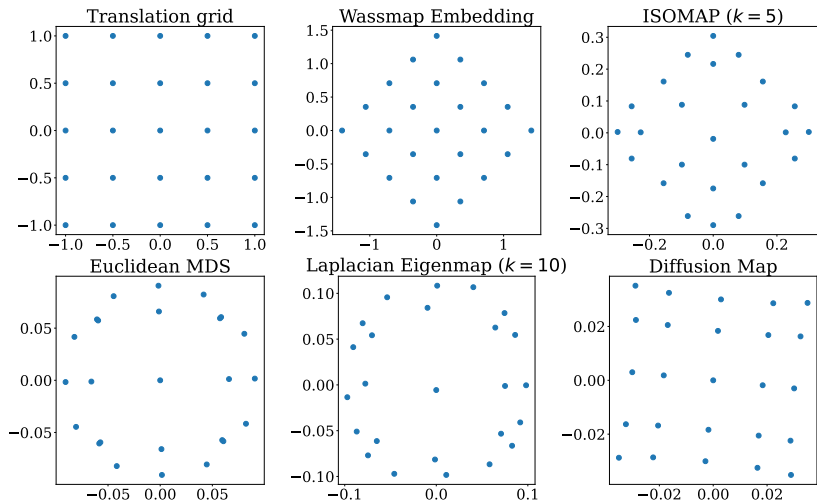 Translation grid
1.0
0.5
0.0
−0.5
−1.0
−1.0 −0.5 0.0 0.5 1.0
Wassmap Embedding
1.5
1.0
0.5
0.0
−0.5
−1.0
−1.5
−1 0 1
ISOMAP (k = 5)
0.3
0.2
0.1
0.0
−0.1
−0.2
−0.3
−0.2 0.0 0.2
Euclidean MDS
0.05
0.00
−0.05
−0.05 0.00 0.05
Laplacian Eigenmap (k = 10)
0.10
0.05
0.00
−0.05
−0.10
−0.1 0.0 0.1
Diffusion Map
0.02
0.00
−0.02
−0.02 0.00 0.02